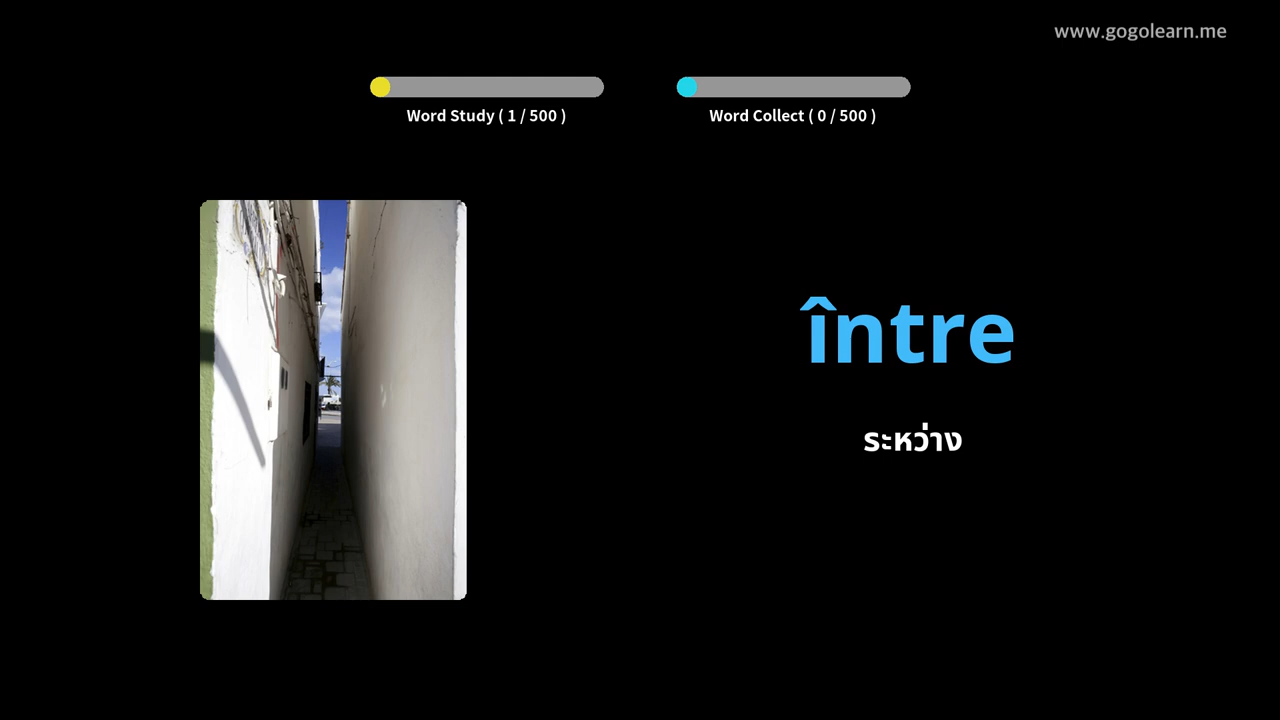 www.gogolearn.me
Word Study ( 1 / 500 )
Word Collect ( 0 / 500 )
între
ระหว่าง